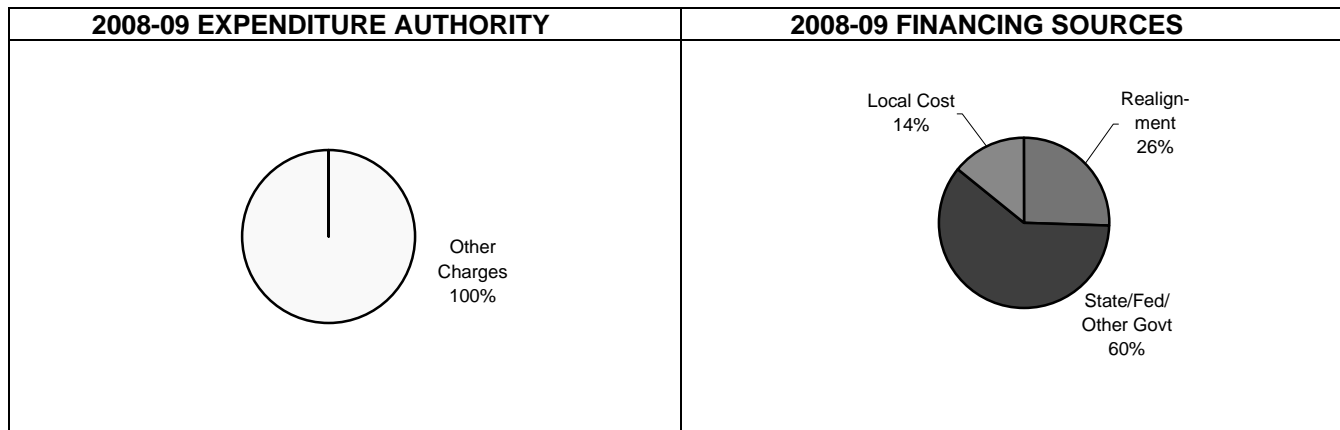 2008-09 EXPENDITURE AUTHORITY
2008-09 FINANCING SOURCES
Other
Charges
100%
Local Cost
14%
Realign-
ment
26%
State/Fed/
Other Govt
60%